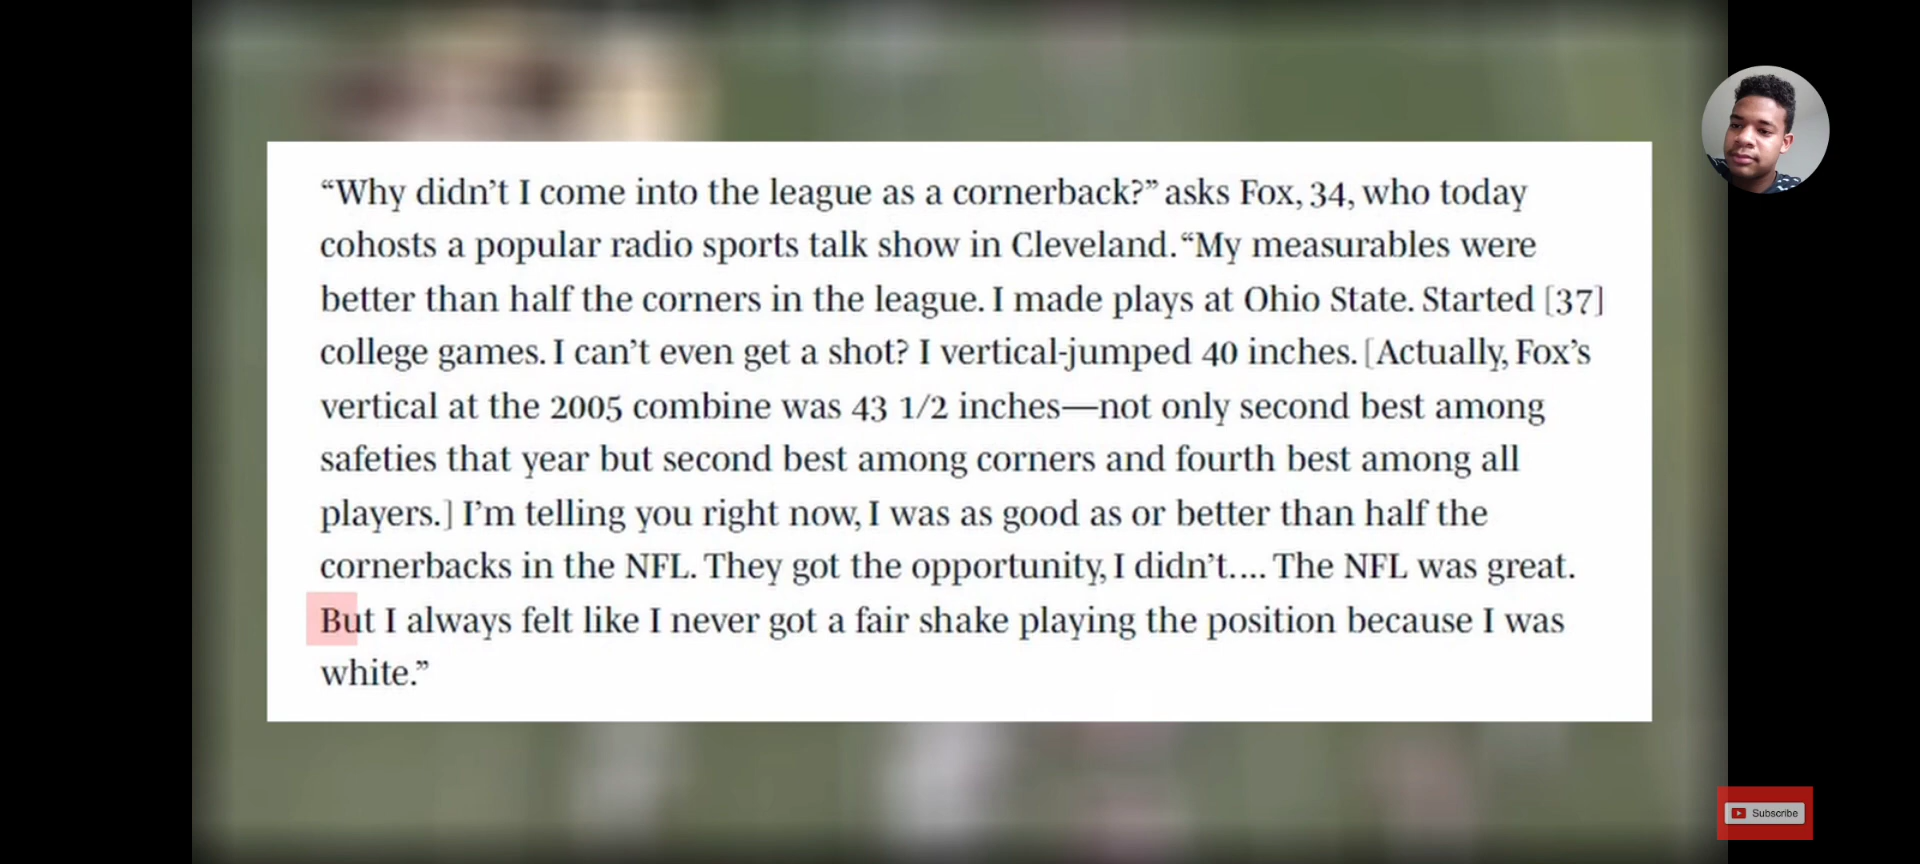 “Why didn’t I come into the league as a cornerback?” asks Fox, 34, who today
cohosts a popular radio sports talk show in Cleveland. “My measurables were
better than half the corners in the league. I made plays at Ohio State. Started [37]
college games. I can’t even get a shot? I vertical-jumped 40 inches. [Actually, Fox’s
vertical at the 2005 combine was 43 1/2 inches—not only second best among
safeties that year but second best among corners and fourth best among all
players.] I’m telling you right now, I was as good as or better than half the
cornerbacks in the NFL. They got the opportunity, I didn’t.... The NFL was great.
But I always felt like I never got a fair shake playing the position because I was
white.”
Subscribe